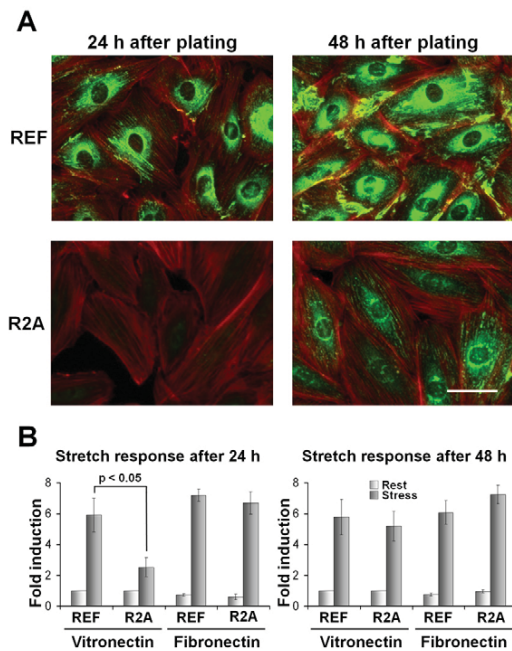 A
24 h after plating
48 h after plating
REF
R2A
B
Stretch response after 24 h
Stretch response after 48 h
p < 0.05
Rest
Stress
Fold induction
8
6
4
2
0
REF R2A REF R2A
Vitronectin Fibronectin
Fold induction
8
6
4
2
0
REF R2A REF R2A
Vitronectin Fibronectin